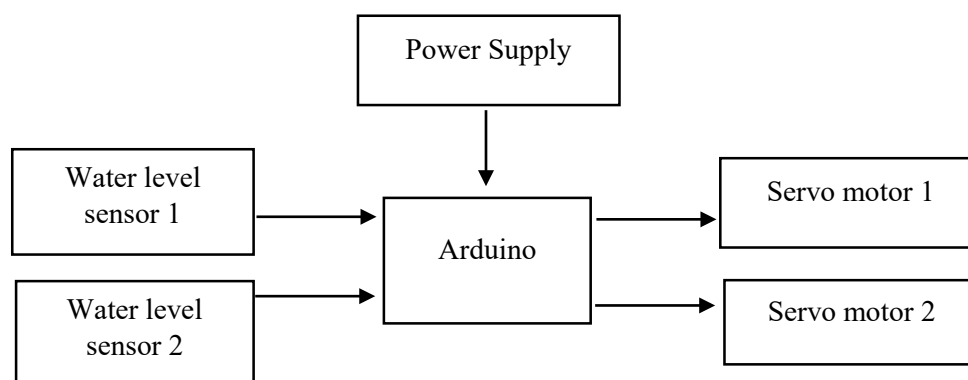 Power Supply
Water level
sensor 1
Servo motor 1
Arduino
Water level
sensor 2
Servo motor 2